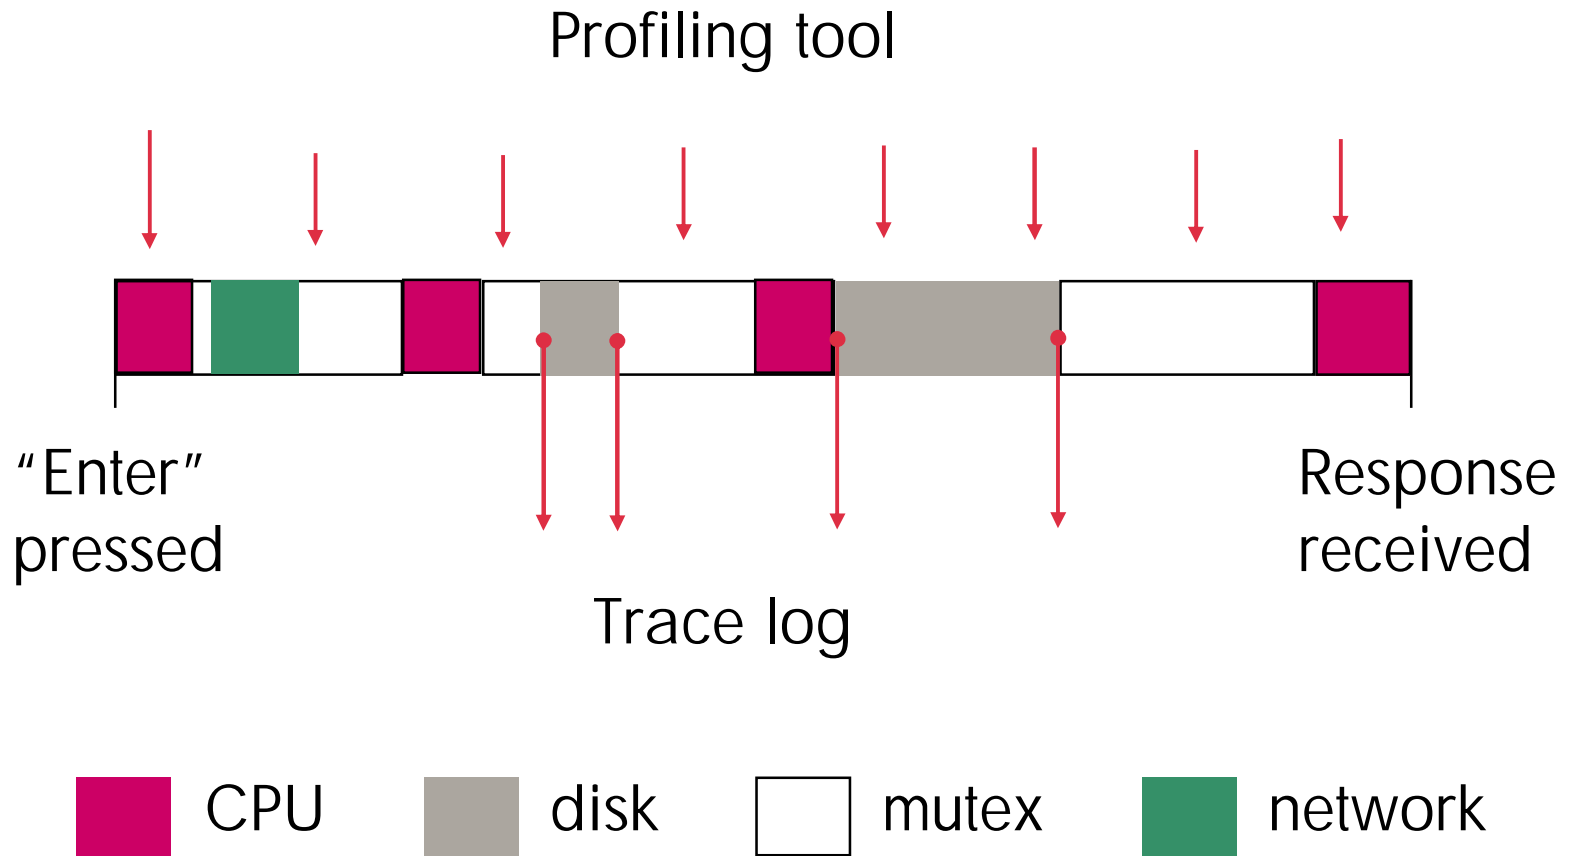 Profiling tool
“Enter”
pressed
Response
received
Trace log
CPU
disk
mutex
network